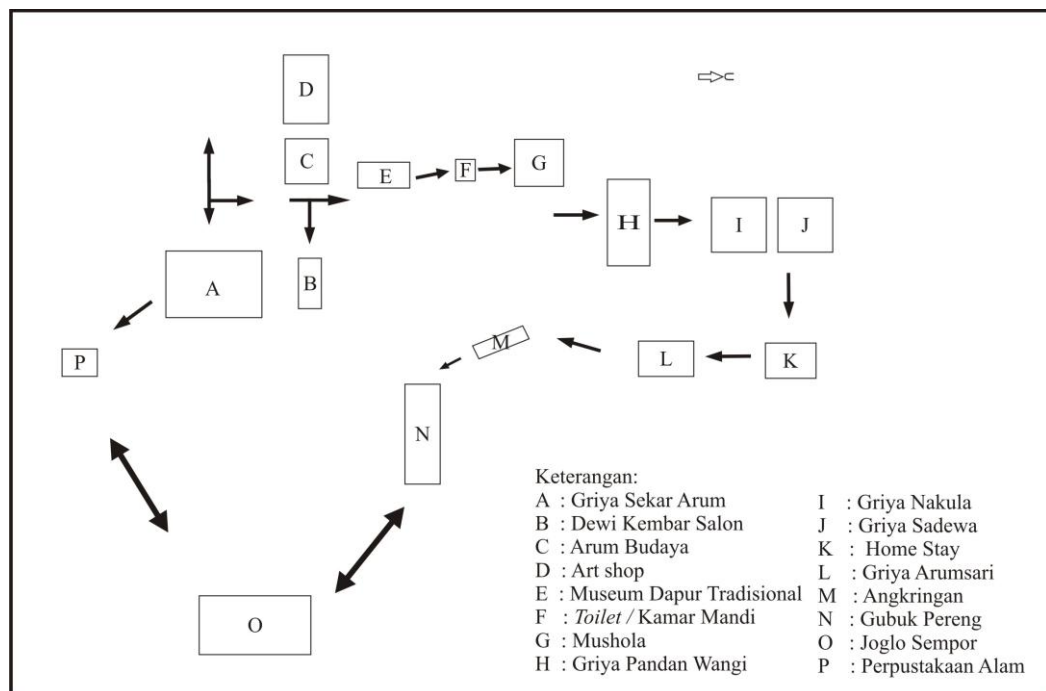 D
C
E
F
G
H
I
J
A
B
P
M
L
K
N
O
Keterangan:
A : Griya Sekar Arum
B : Dewi Kembar Salon
C : Arum Budaya
D : Art shop
E : Museum Dapur Tradisional
F : Toilet / Kamar Mandi
G : Mushola
H : Griya Pandan Wangi
I : Griya Nakula
J : Griya Sadewa
K : Home Stay
L : Griya Arumsari
M : Angkringan
N : Gubuk Pereng
O : Joglo Sempor
P : Perpustakaan Alam